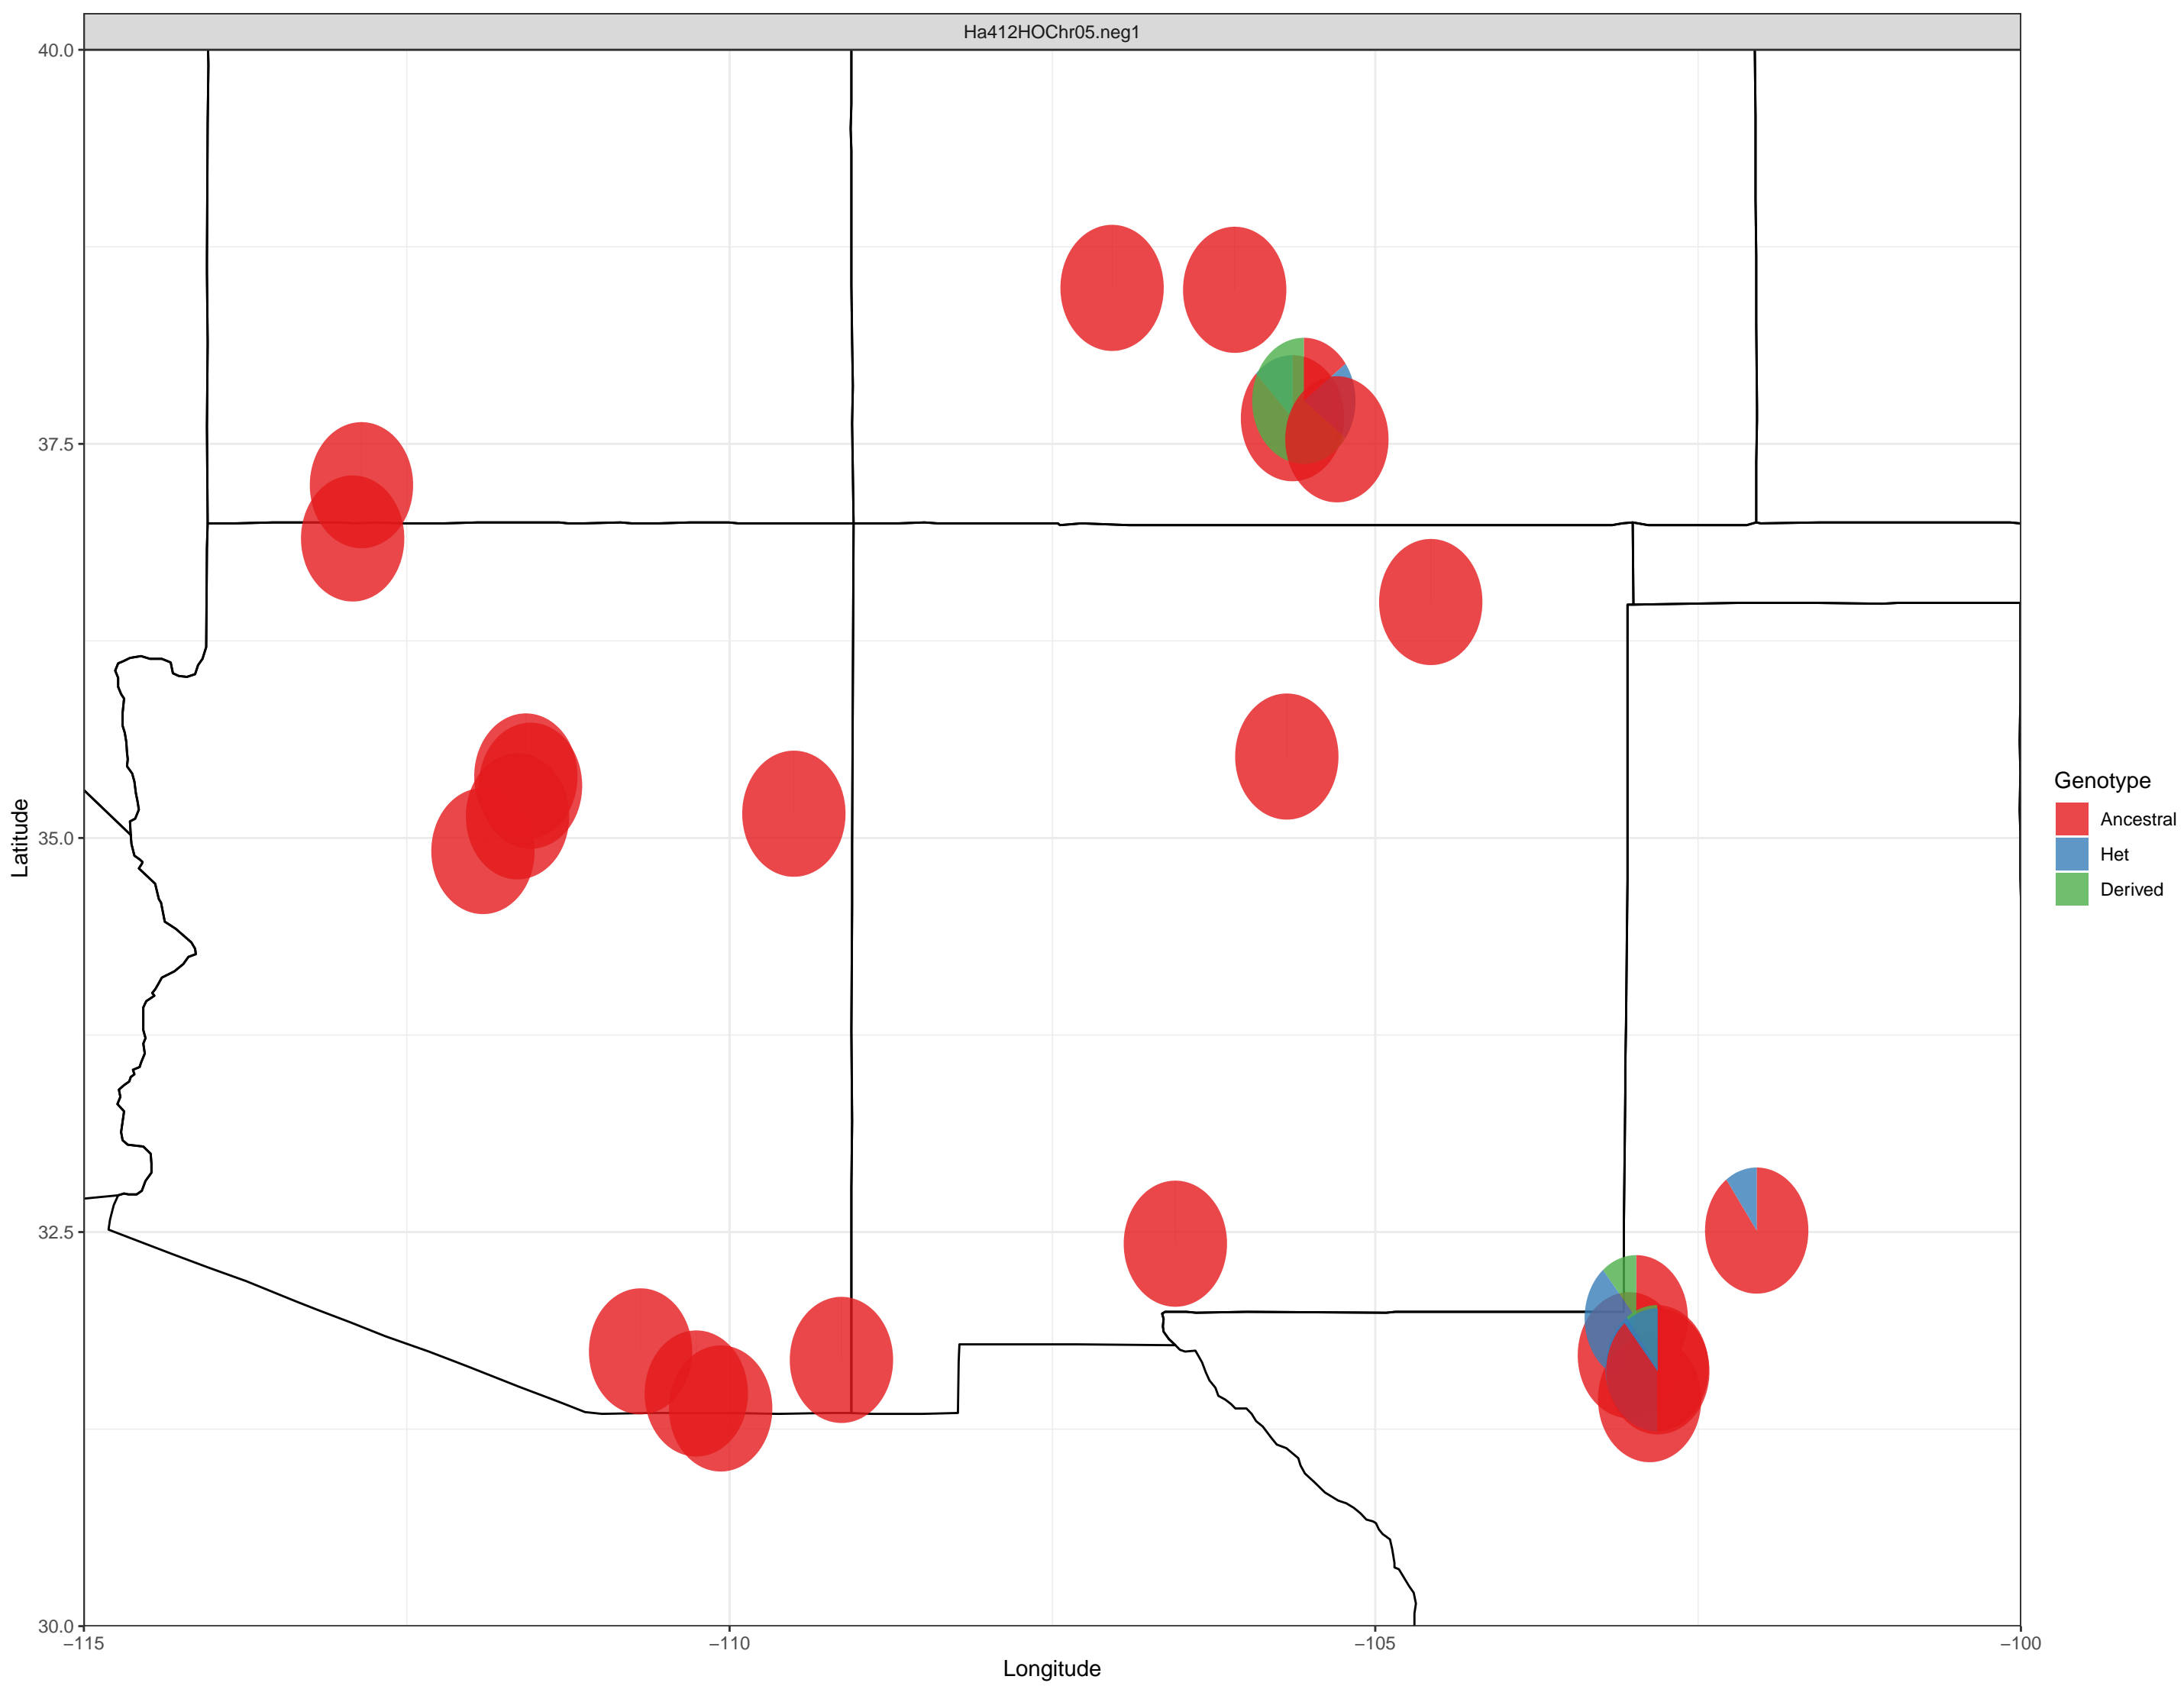 Ha412HOChr05.neg1
40.0
37.5
35.0
32.5
30.0
Latitude
−115
−110
−105
−100
Longitude
Genotype
Ancestral
Het
Derived